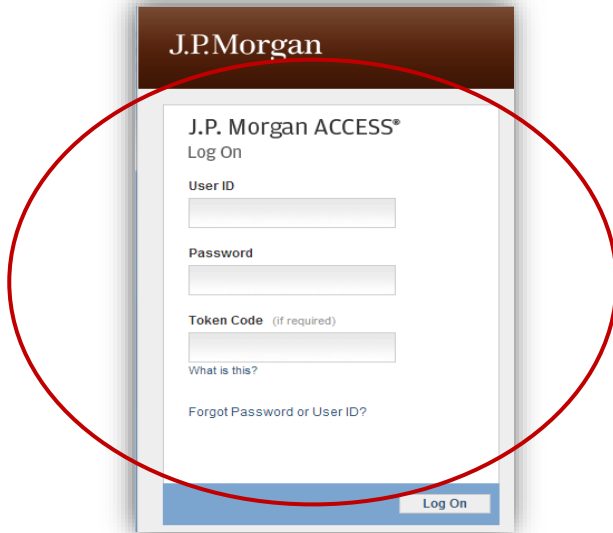 J.P.Morgan
J.P. Morgan ACCESS®
Log On
User ID
Password
Token Code (if required)
What is this?
Forgot Password or User ID?
Log On